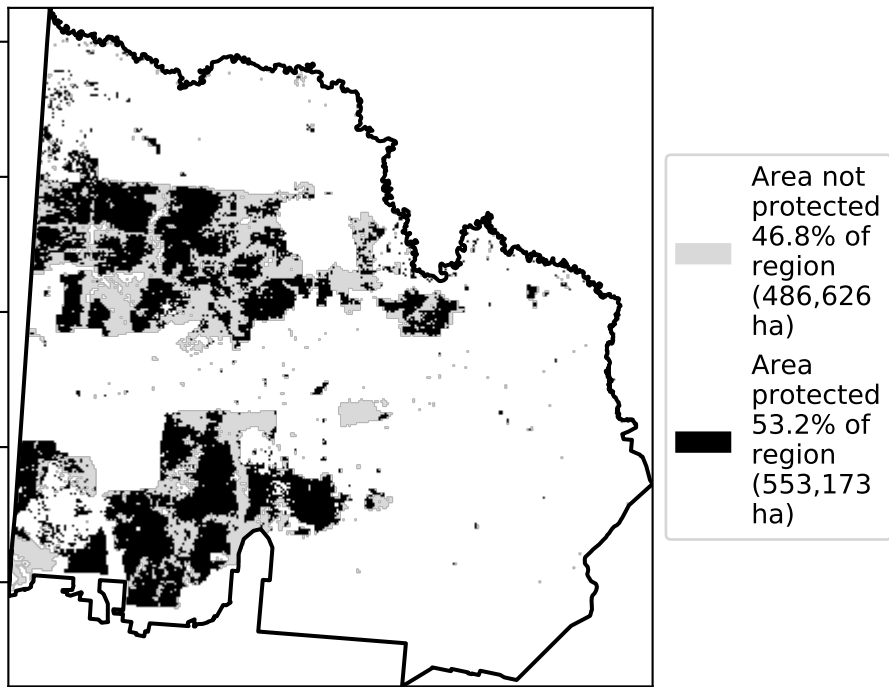 Area not
protected
46.8% of
region
(486,626
ha)
Area
protected
53.2% of
region
(553,173
ha)